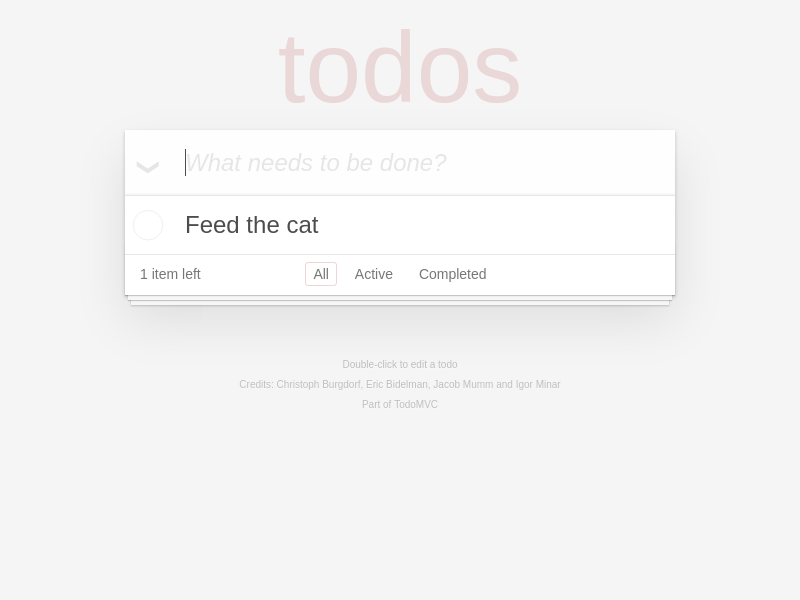 todos
What needs to be done?
Feed the cat
1 item left All Active Completed
Double-click to edit a todo
Credits: Christoph Burgdorf, Eric Bidelman, Jacob Mumm and Igor Minar
Part of TodoMVC